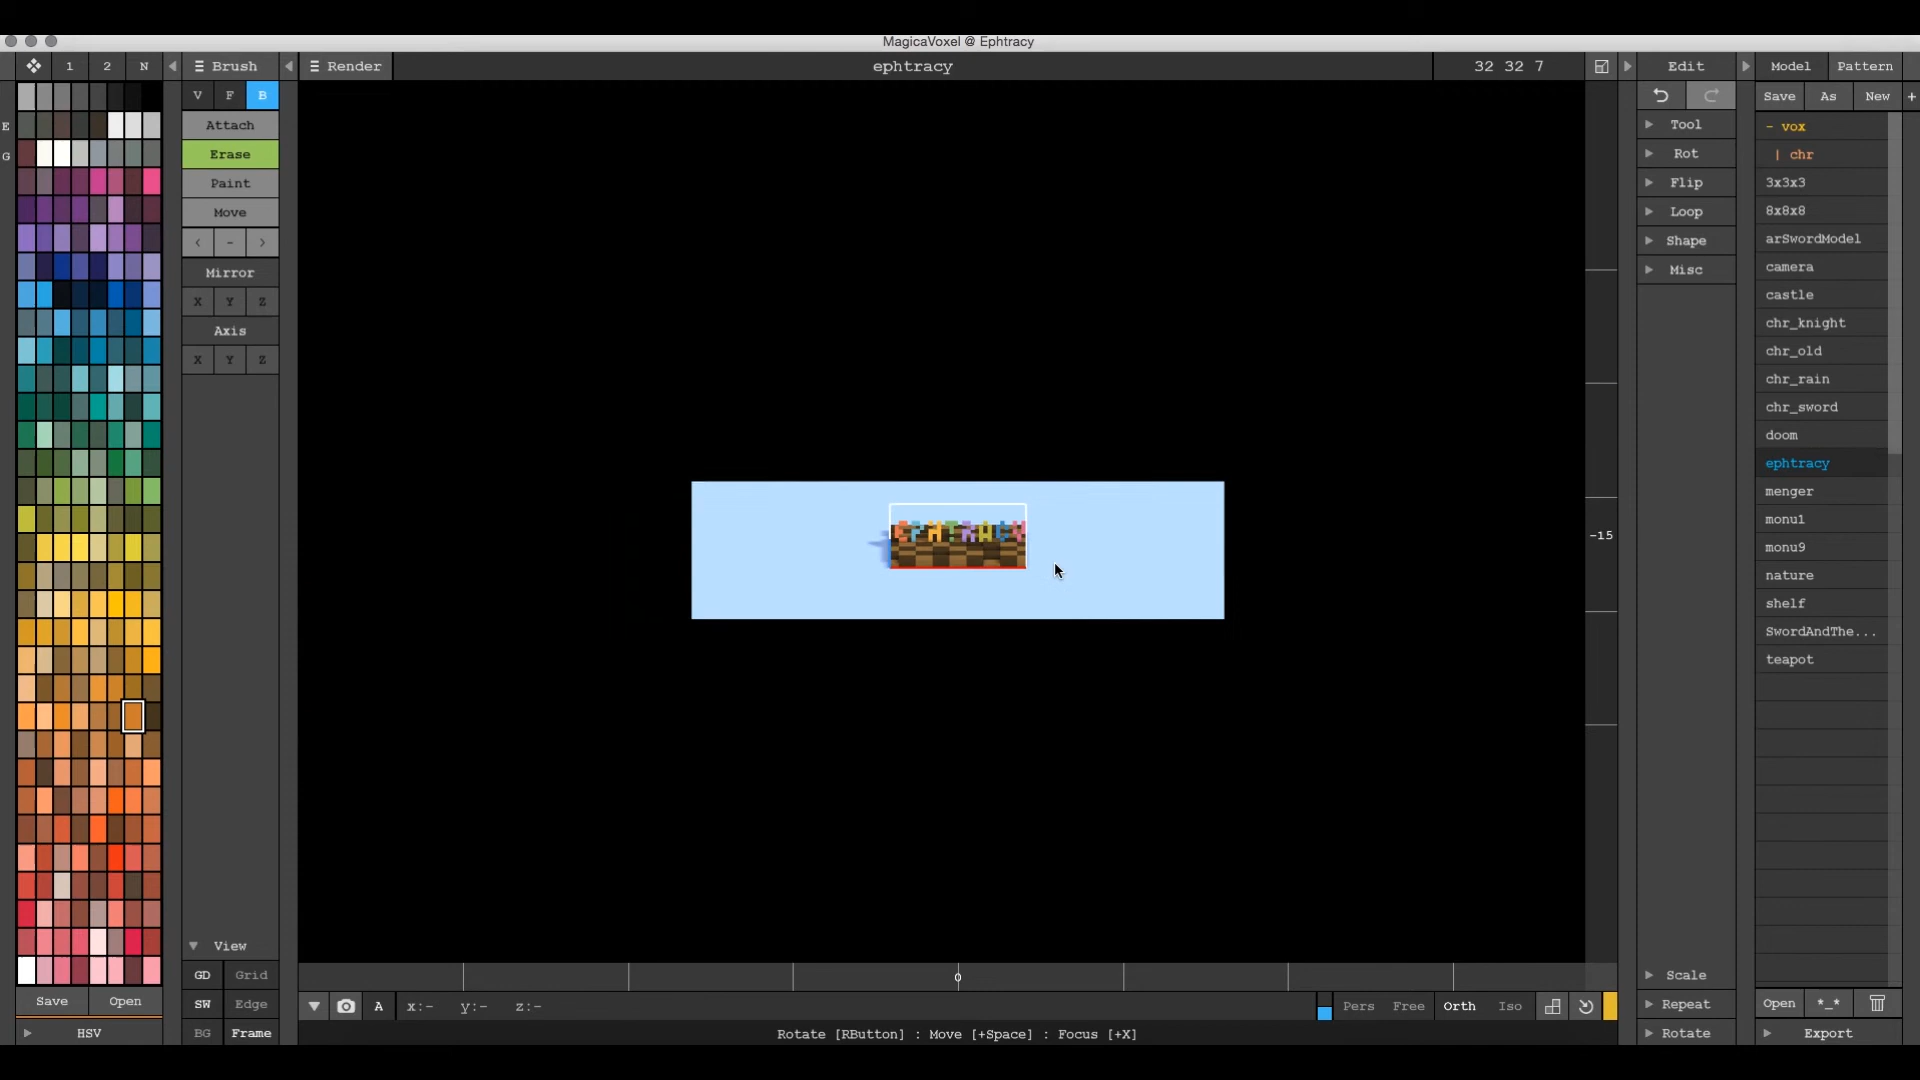 MagicaVoxel @ Ephtracy
1 2 N
Brush
Render
ephtracy
32 32 7
Edit
Model Pattern
V F B
Save As New +
E
G
Attach
Erase
Paint
Move
< - >
Mirror
X Y Z
Axis
X Y Z
Tool
Rot
Flip
Loop
Shape
Misc
- vox
| chr
3x3x3
8x8x8
arSwordModel
camera
castle
chr_knight
chr_old
chr_rain
chr_sword
doom
ephtracy
menger
monu1
monu9
nature
shelf
SwordAndThe...
teapot
EPHTRACY
-15
0
View
GD Grid
SW Edge
BG Frame
Save Open
HSV
A x:- y:- z:-
Pers Free Orth Iso
Rotate [RButton] : Move [+Space] : Focus [+X]
Scale
Repeat
Rotate
Open *_*
Export